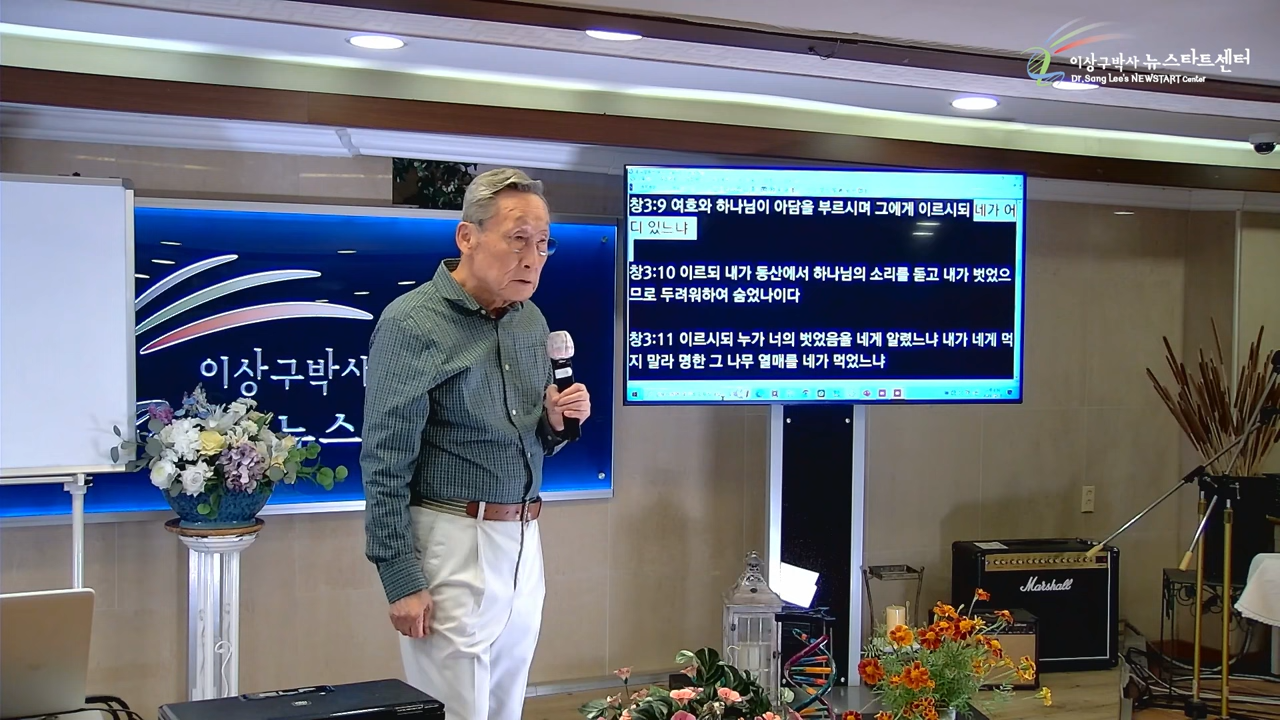 이상구박사 뉴스타트센터
Dr. Sang Lee's NEWSTART Center
창3:9 여호와 하나님이 아담을 부르시며 그에게 이르시되 네가 어
디 있느냐
창3:10 이르되 내가 동산에서 하나님의 소리를 듣고 내가 벗었으
므로 두려워하여 숨었나이다
창3:11 이르시되 누가 너의 벗었음을 네게 알렸느냐 내가 네게 먹
지 말라 명한 그 나무 열매를 네가 먹었느냐
이상구박사
뉴스
Marshall